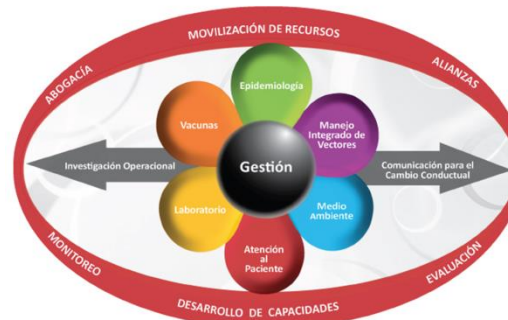 MOVILIZACIÓN DE RECURSOS
ABOGACÍA
ALIANZAS
Epidemiología
Vacunas
Manejo
Integrado de
Vectores
Investigación Operacional
Gestión
Comunicación para el
Cambio Conductual
Laboratorio
Medio
Ambiente
Atención
al
Paciente
MONITOREO
EVALUACIÓN
DESARROLLO DE CAPACIDADES